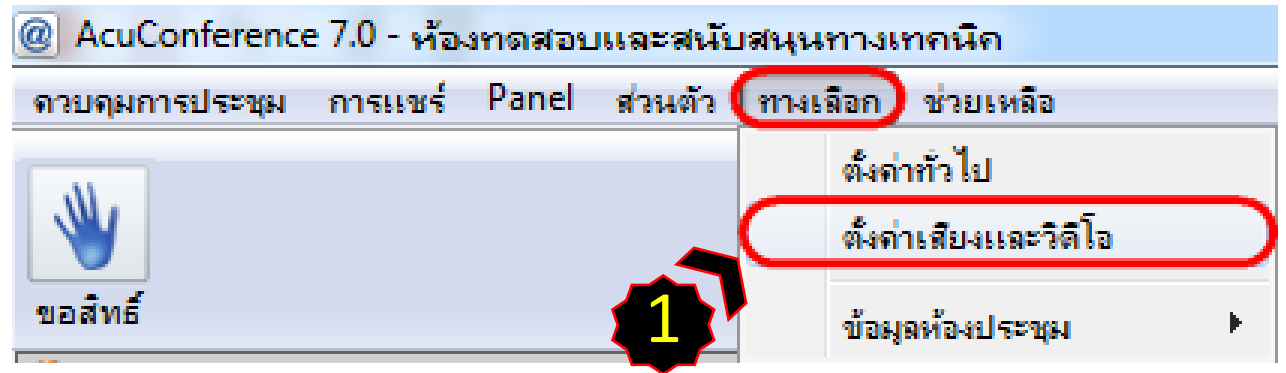 @ AcuConference 7.0 - ห้องทดสอบและสนับสนุนทางเทคนิค
ควบคุมการประชุม การแชร์ Panel ส่วนตัว ทางเลือก ช่วยเหลือ
ตั้งค่าทั่วไป
ตั้งค่าเสียงและวิดีโอ
ข้อมูลห้องประชุม
ขอสิทธิ์
1